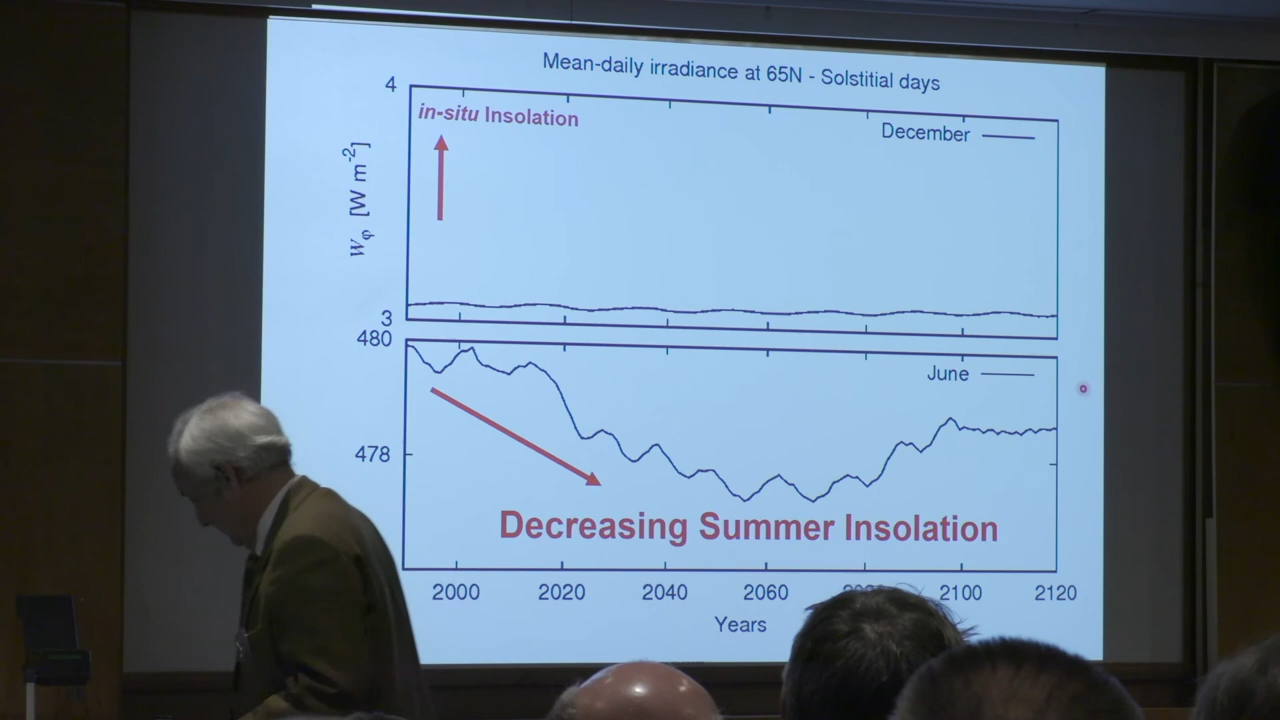 Mean-daily irradiance at 65N - Solstitial days
4
in-situ Insolation
December
Wφ [W m-2]
3
480
June
478
Decreasing Summer Insolation
2000 2020 2040 2060 2100 2120
Years